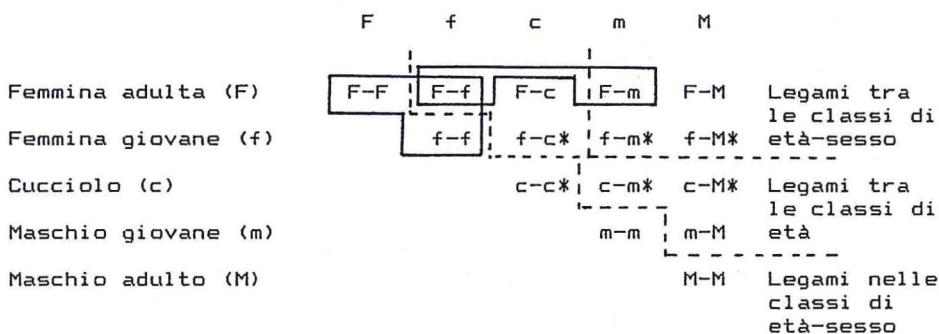 F f c m M
Femmina adulta (F) F-F F-f F-c F-m F-M Legami tra
le classi di
Femmina giovane (f) f-f f-c* f-m* f-M* età-sesso
Cucciolo (c) c-c* c-m* c-M* Legami tra
le classi di
Maschio giovane (m) m-m m-M età
Maschio adulto (M) M-M Legami nelle
classi di
età-sesso